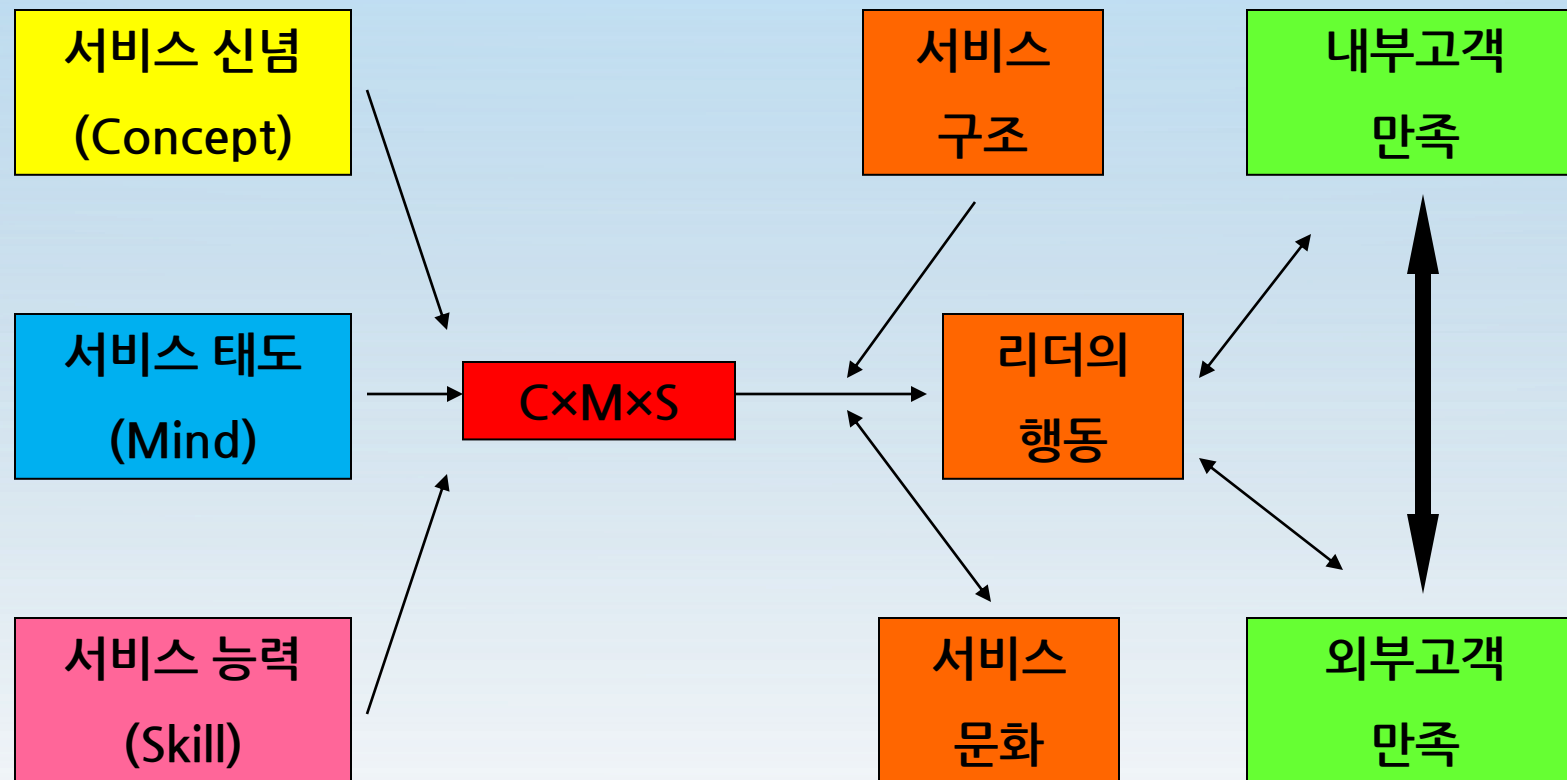 서비스 신념
(Concept)
서비스
구조
내부고객
만족
서비스 태도
(Mind)
C×M×S
리더의
행동
서비스 능력
(Skill)
서비스
문화
외부고객
만족